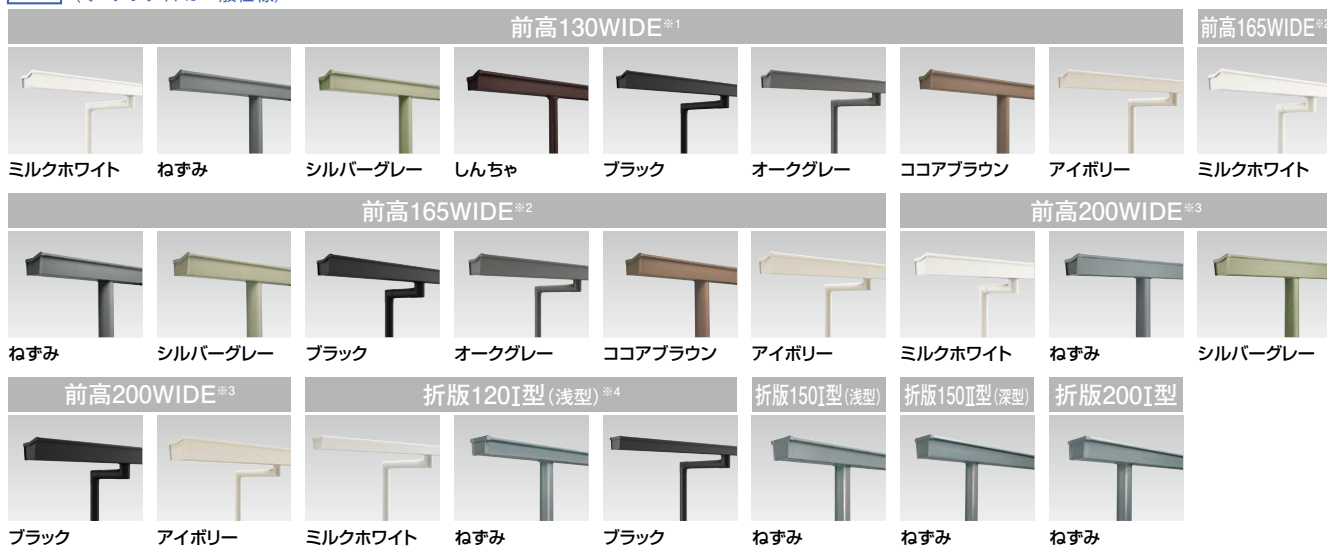 前高130WIDE※1 前高165WIDE※2
ミルクホワイト ねずみ シルバーグレー しんちゃ ブラック オークグレー ココアブラウン アイボリー ミルクホワイト
前高165WIDE※2 前高200WIDE※3
ねずみ シルバーグレー ブラック オークグレー ココアブラウン アイボリー ミルクホワイト ねずみ シルバーグレー
前高200WIDE※3 折版120Ⅰ型(浅型)※4 折版150Ⅰ型(浅型) 折版150Ⅱ型(深型) 折版200Ⅰ型
ブラック アイボリー ミルクホワイト ねずみ ブラック ねずみ ねずみ ねずみ